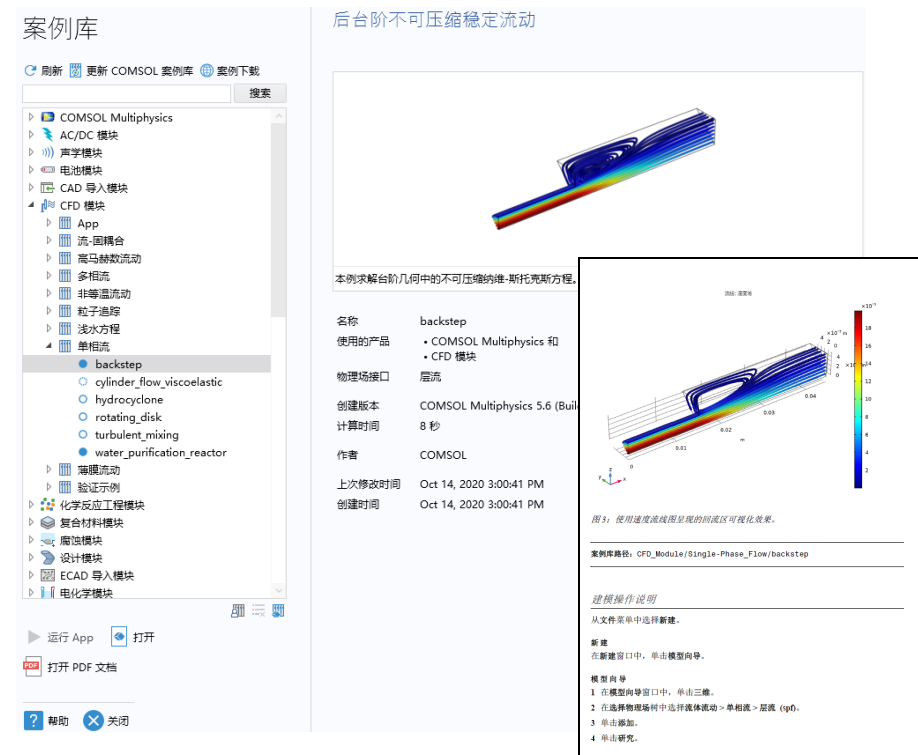 案例库
刷新 更新 COMSOL 案例库 案例下载
搜索
COMSOL Multiphysics
AC/DC 模块
声学模块
电池模块
CAD 导入模块
CFD 模块
App
流-固耦合
高马赫数流动
多相流
非等温流动
粒子追踪
浅水方程
单相流
backstep
cylinder_flow_viscoelastic
hydrocyclone
rotating_disk
turbulent_mixing
water_purification_reactor
薄膜流动
验证示例
化学反应工程模块
复合材料模块
腐蚀模块
设计模块
ECAD 导入模块
电化学模块
运行 App 打开
PDF 打开 PDF 文档
? 帮助 关闭
后台阶不可压缩稳定流动
本例求解台阶几何中的不可压缩纳维-斯托克斯方程。
名称 backstep
使用的产品 • COMSOL Multiphysics 和
• CFD 模块
物理场接口 层流
创建版本 COMSOL Multiphysics 5.6 (Buil
计算时间 8 秒
作者 COMSOL
上次修改时间 Oct 14, 2020 3:00:41 PM
创建时间 Oct 14, 2020 3:00:41 PM
流线: 速度场
18
16
14
12
10
8
6
4
2
0.04
0.03
0.02
0.01
0
m
z
y
x
图 3：使用速度流线图呈现的回流区可视化效果。
案例库路径：CFD_Module/Single-Phase_Flow/backstep
建模操作说明
从文件菜单中选择新建。
新建
在新建窗口中，单击模型向导。
模型向导
1 在模型向导窗口中，单击三维。
2 在选择物理场树中选择流体流动 > 单相流 > 层流 (spf)。
3 单击添加。
4 单击研究。